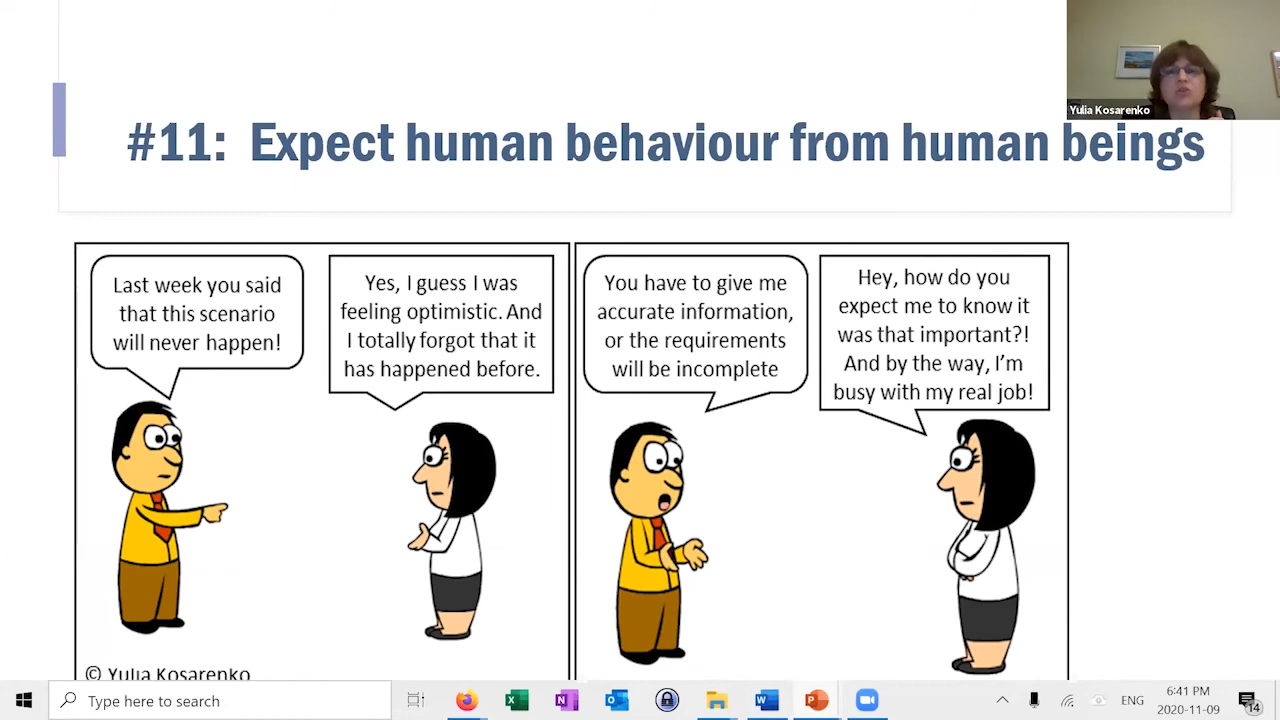 Yulia Kosarenko
#11: Expect human behaviour from human beings
Last week you said
that this scenario
will never happen!
Yes, I guess I was
feeling optimistic. And
I totally forgot that it
has happened before.
You have to give me
accurate information,
or the requirements
will be incomplete
Hey, how do you
expect me to know it
was that important?!
And by the way, I'm
busy with my real job!
© Yulia Kosarenko
Type here to search
ENG
6:41 PM
2020-11-09
14